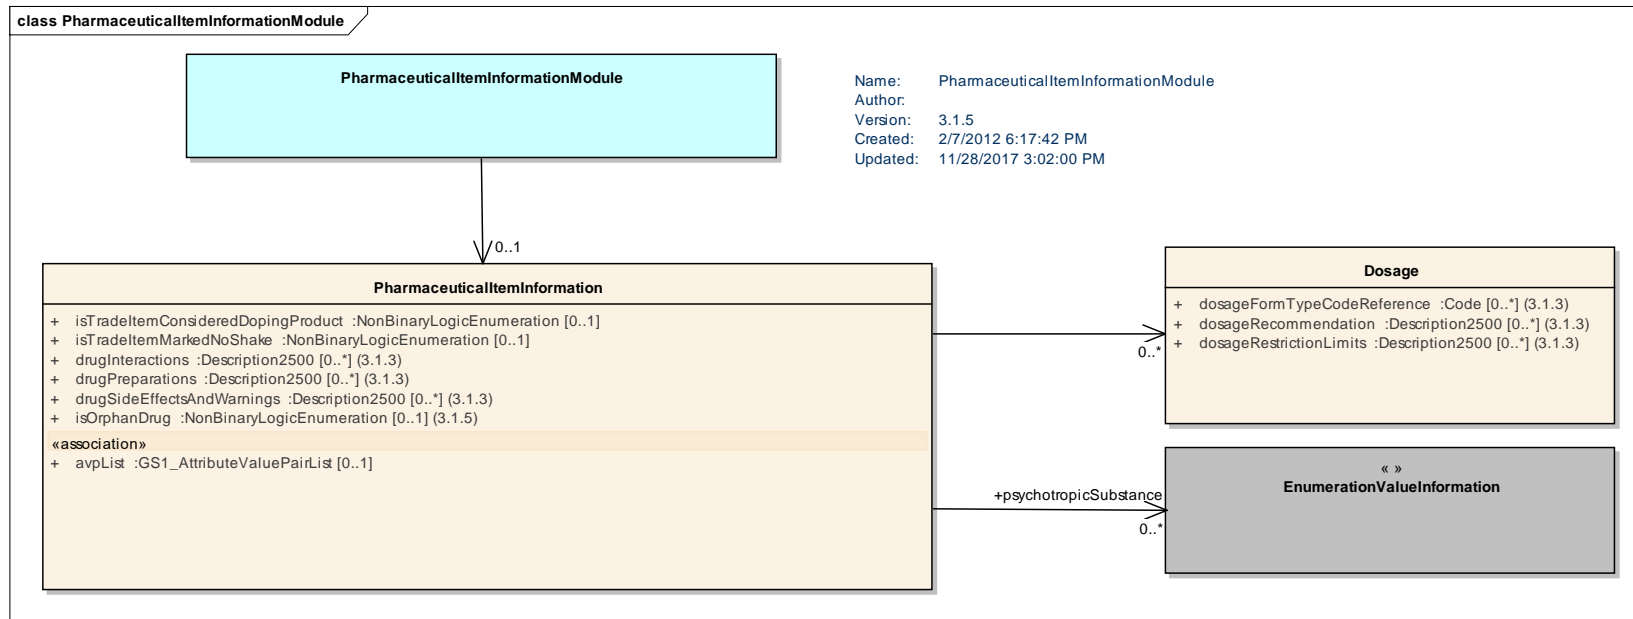 class PharmaceuticalItemInformationModule
PharmaceuticalItemInformationModule
Name: PharmaceuticalItemInformationModule
Author:
Version: 3.1.5
Created: 2/7/2012 6:17:42 PM
Updated: 11/28/2017 3:02:00 PM
0..1
PharmaceuticalItemInformation
+ isTradeItemConsideredDopingProduct :NonBinaryLogicEnumeration [0..1]
+ isTradeItemMarkedNoShake :NonBinaryLogicEnumeration [0..1]
+ drugInteractions :Description2500 [0..*] (3.1.3)
+ drugPreparations :Description2500 [0..*] (3.1.3)
+ drugSideEffectsAndWarnings :Description2500 [0..*] (3.1.3)
+ isOrphanDrug :NonBinaryLogicEnumeration [0..1] (3.1.5)
«association»
+ avpList :GS1_AttributeValuePairList [0..1]
0..*
Dosage
+ dosageFormTypeCodeReference :Code [0..*] (3.1.3)
+ dosageRecommendation :Description2500 [0..*] (3.1.3)
+ dosageRestrictionLimits :Description2500 [0..*] (3.1.3)
+psychotropicSubstance
0..*
« »
EnumerationValueInformation